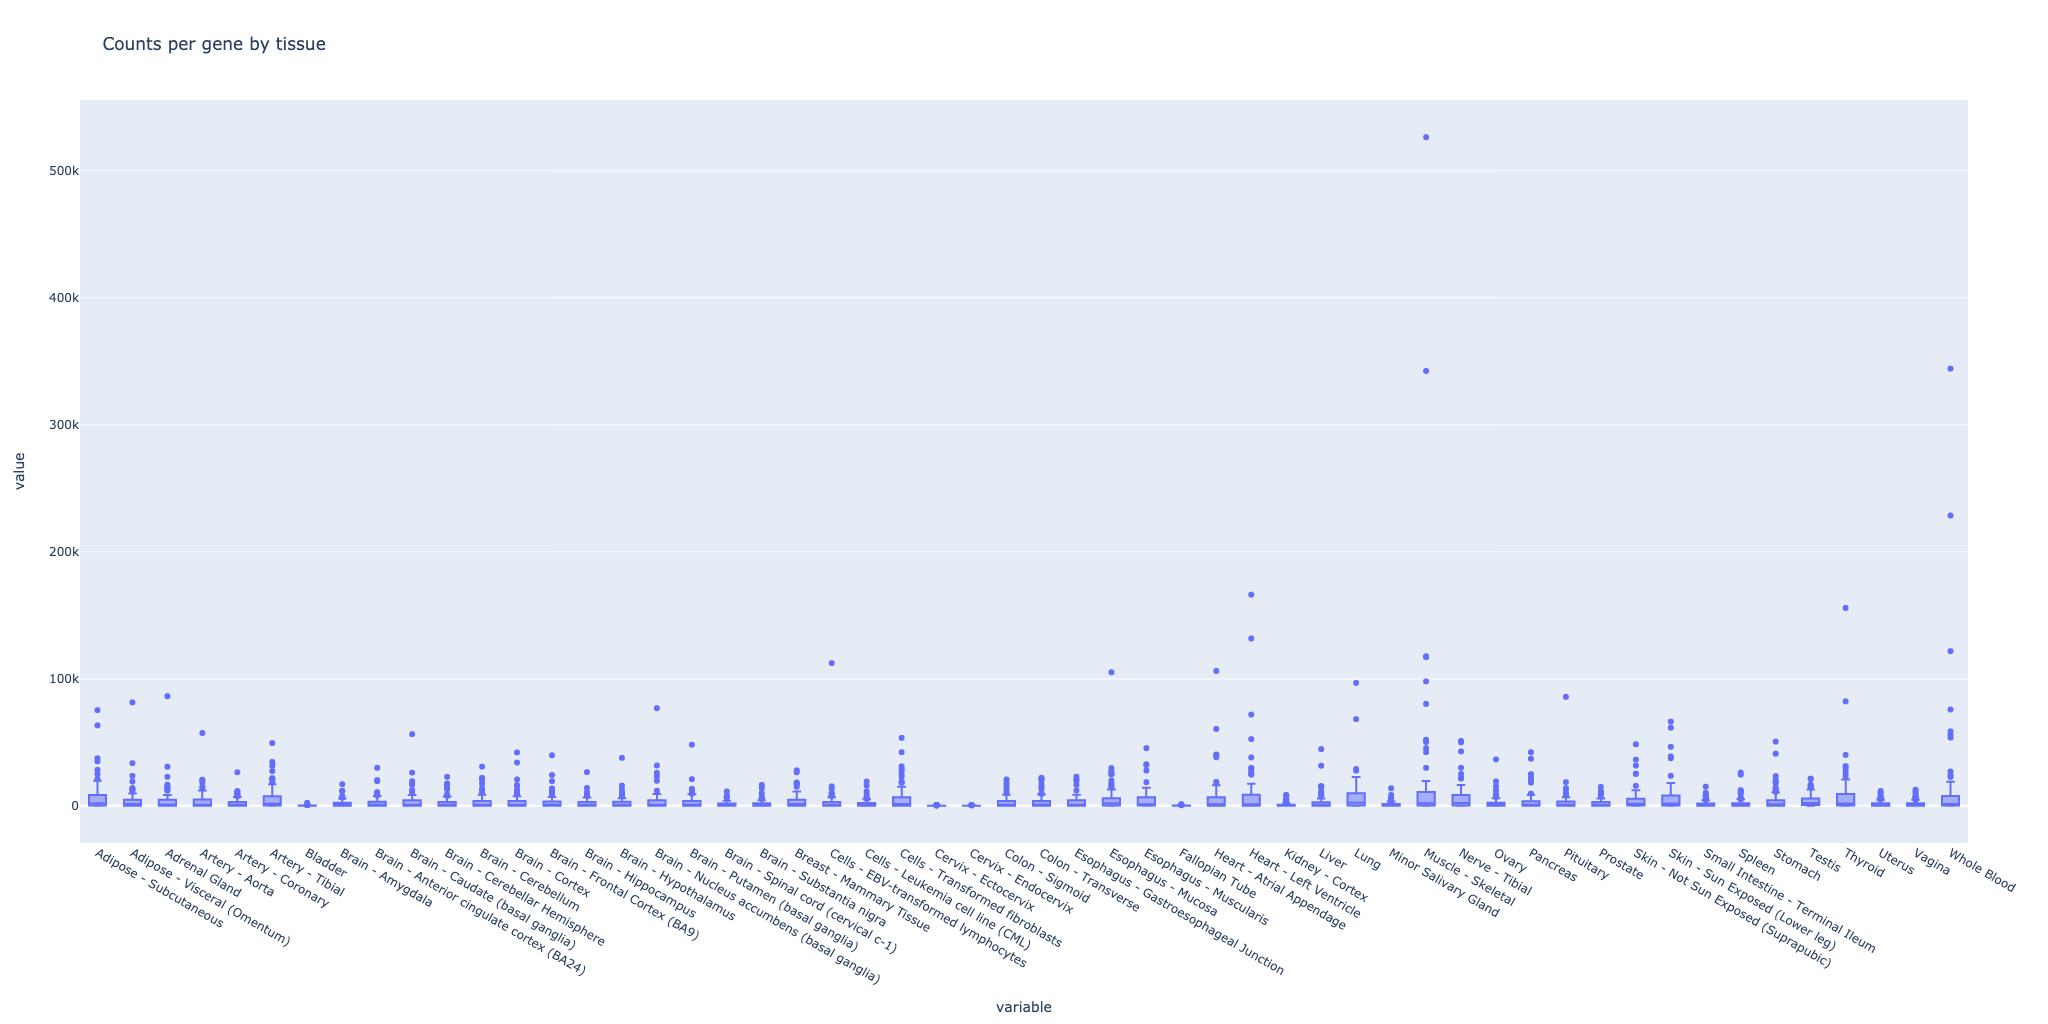 Counts per gene by tissue
value
500k
400k
300k
200k
100k
0
Adipose - Subcutaneous
Adipose - Visceral (Omentum)
Adrenal Gland
Artery - Aorta
Artery - Coronary
Artery - Tibial
Bladder
Brain - Amygdala
Brain - Anterior cingulate cortex (BA24)
Brain - Caudate (basal ganglia)
Brain - Cerebellar Hemisphere
Brain - Cerebellum
Brain - Cortex
Brain - Frontal Cortex (BA9)
Brain - Hippocampus
Brain - Hypothalamus
Brain - Nucleus accumbens (basal ganglia)
Brain - Putamen (basal ganglia)
Brain - Spinal cord (cervical c-1)
Brain - Substantia nigra
Breast - Mammary Tissue
Cells - EBV-transformed lymphocytes
Cells - Leukemia cell line (CML)
Cells - Transformed fibroblasts
Cervix - Ectocervix
Cervix - Endocervix
Colon - Sigmoid
Colon - Transverse
Esophagus - Gastroesophageal Junction
Esophagus - Mucosa
Esophagus - Muscularis
Fallopian Tube
Heart - Atrial Appendage
Heart - Left Ventricle
Kidney - Cortex
Liver
Lung
Minor Salivary Gland
Muscle - Skeletal
Nerve - Tibial
Ovary
Pancreas
Pituitary
Prostate
Skin - Not Sun Exposed (Suprapubic)
Skin - Sun Exposed (Lower leg)
Small Intestine - Terminal Ileum
Spleen
Stomach
Testis
Thyroid
Uterus
Vagina
Whole Blood
variable